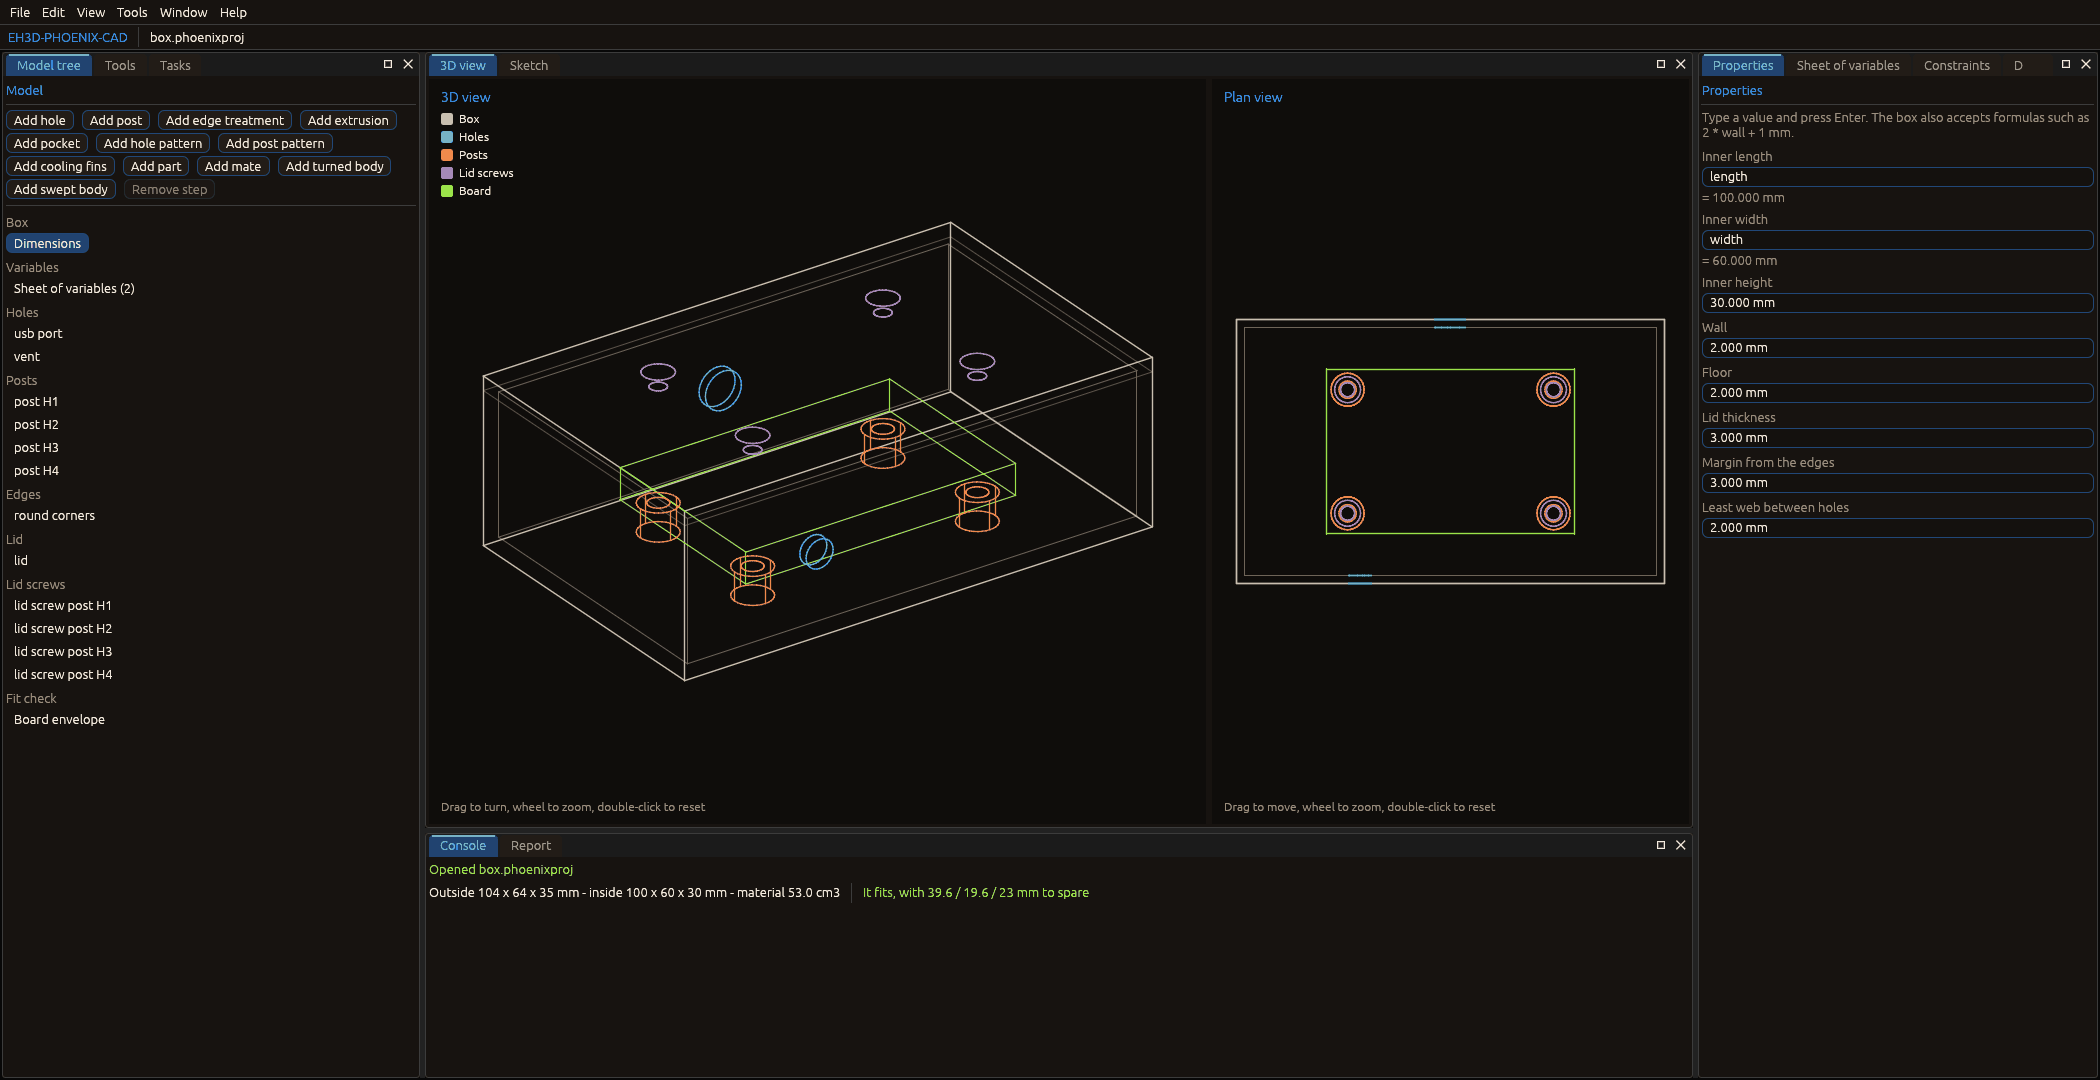 File Edit View Tools Window Help
EH3D-PHOENIX-CAD box.phoenixproj
Model tree Tools Tasks
Model
Add hole Add post Add edge treatment Add extrusion
Add pocket Add hole pattern Add post pattern
Add cooling fins Add part Add mate Add turned body
Add swept body Remove step
Box
Dimensions
Variables
Sheet of variables (2)
Holes
usb port
vent
Posts
post H1
post H2
post H3
post H4
Edges
round corners
Lid
lid
Lid screws
lid screw post H1
lid screw post H2
lid screw post H3
lid screw post H4
Fit check
Board envelope
3D view Sketch
3D view
Box
Holes
Posts
Lid screws
Board
Drag to turn, wheel to zoom, double-click to reset
Plan view
Drag to move, wheel to zoom, double-click to reset
Console Report
Opened box.phoenixproj
Outside 104 x 64 x 35 mm - inside 100 x 60 x 30 mm - material 53.0 cm3 It fits, with 39.6 / 19.6 / 23 mm to spare
Properties Sheet of variables Constraints D
Properties
Type a value and press Enter. The box also accepts formulas such as
2 * wall + 1 mm.
Inner length
length
= 100.000 mm
Inner width
width
= 60.000 mm
Inner height
30.000 mm
Wall
2.000 mm
Floor
2.000 mm
Lid thickness
3.000 mm
Margin from the edges
3.000 mm
Least web between holes
2.000 mm